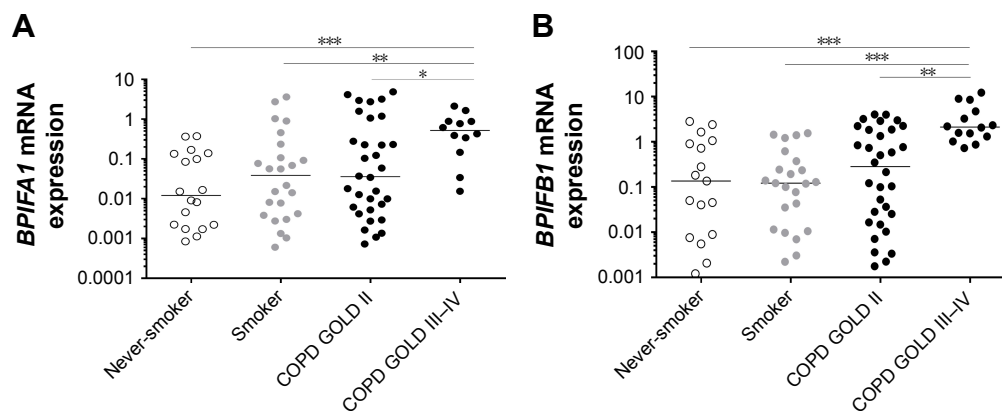 A
BPIFA1 mRNA
expression
10
1
0.1
0.01
0.001
0.0001
***
**
*
Never-smoker
Smoker
COPD GOLD II
COPD GOLD III–IV
B
BPIFB1 mRNA
expression
100
10
1
0.1
0.01
0.001
***
***
**
Never-smoker
Smoker
COPD GOLD II
COPD GOLD III–IV